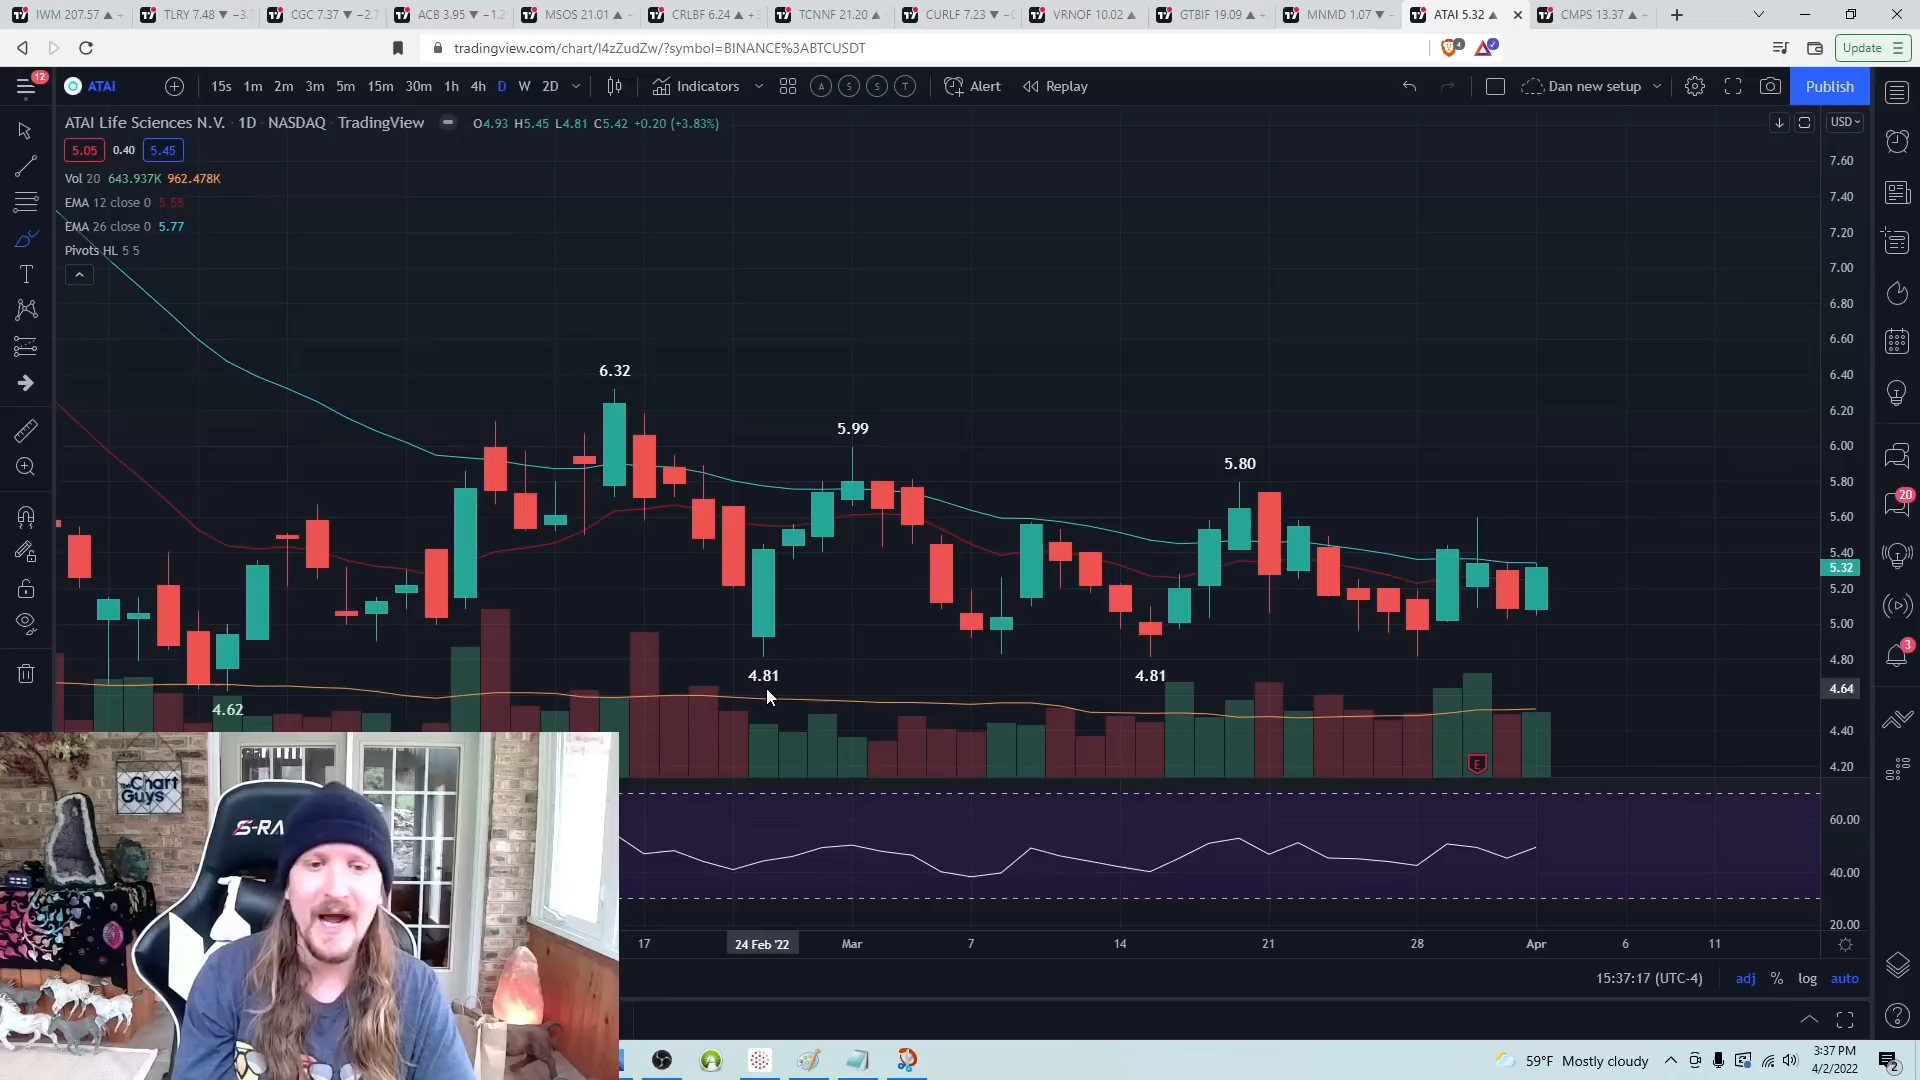 IWM 207.57 ▲
TLRY 7.48 ▼ −3.
CGC 7.37 ▼ −2.
ACB 3.95 ▼ −1.
MSOS 21.01 ▲
CRLBF 6.24 ▲ +
TCNNF 21.20 ▲
CURLF 7.23 ▼ −
VRNOF 10.02 ▲
GTBIF 19.09 ▲ +
MNMD 1.07 ▼ −
ATAI 5.32 ▲
CMPS 13.37 ▲
tradingview.com/chart/l4zZudZw/?symbol=BINANCE%3ABTCUSDT
4
Update
12
ATAI
15s 1m 2m 3m 5m 15m 30m 1h 4h D W 2D
Indicators
A S S T
Alert
Replay
Dan new setup
Publish
ATAI Life Sciences N.V. · 1D · NASDAQ · TradingView
O4.93 H5.45 L4.81 C5.42 +0.20 (+3.83%)
USD
5.05 0.40 5.45
Vol 20 643.937K 962.478K
EMA 12 close 0 5.55
EMA 26 close 0 5.77
Pivots HL 5 5
7.60
7.40
7.20
7.00
6.80
6.60
6.40
6.20
6.00
5.80
5.60
5.40
5.32
5.20
5.00
4.80
4.64
4.40
4.20
6.32
5.99
5.80
4.81
4.81
4.62
E
20
3
60.00
40.00
20.00
17
24 Feb '22
Mar
7
14
21
28
Apr
6
11
15:37:17 (UTC-4)
adj % log auto
The
Chart
Guys
S-RA
59°F Mostly cloudy
3:37 PM
4/2/2022
2